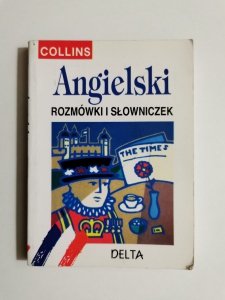 COLLINS
Angielski
ROZMÓWKI I SŁOWNICZEK
THE TIMES
DELTA